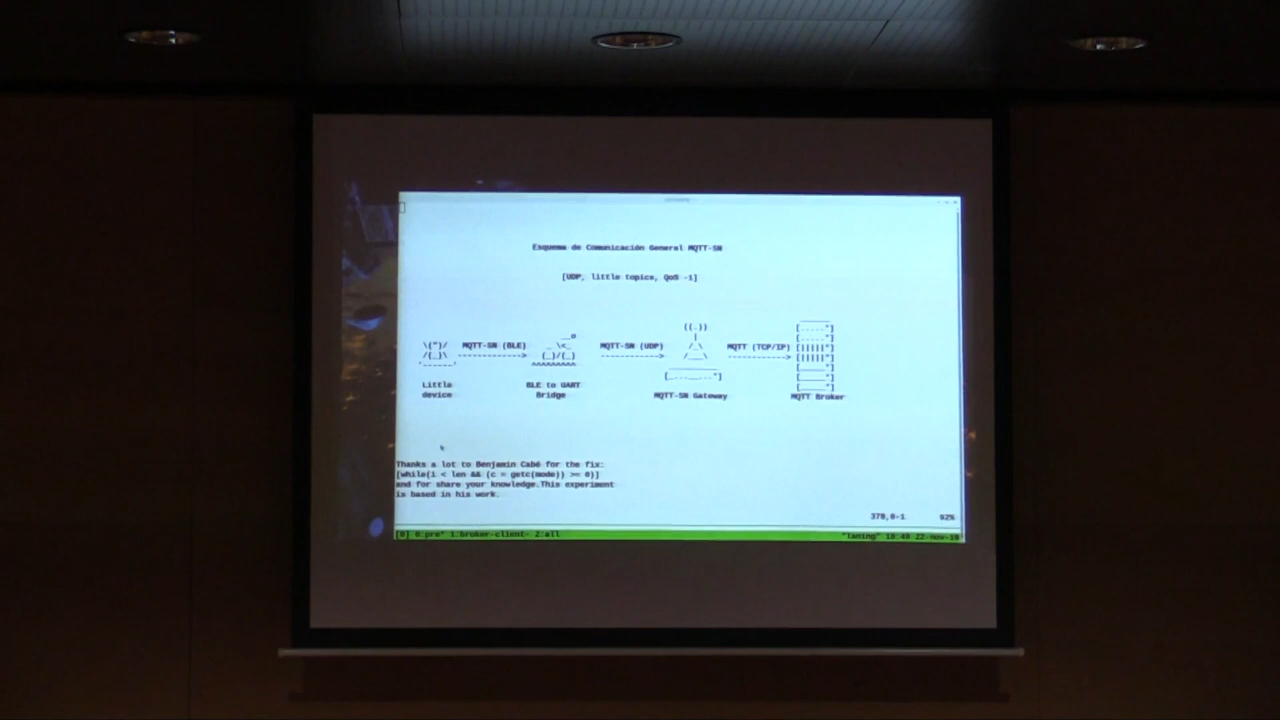 Esquema de Comunicación General MQTT-SN
[UDP, little topics, QoS -1]
MQTT-SN (BLE)
MQTT-SN (UDP)
MQTT (TCP/IP)
Little
device
BLE to UART
Bridge
MQTT-SN Gateway
MQTT Broker
Thanks a lot to Benjamin Cabé for the fix:
[while(i < len && (c = getc(mode)) >= 0)]
and for share your knowledge.This experiment
is based in his work.
378,0-1 92%
[0] 0:pre* 1:broker-client- 2:all
22-nov-19